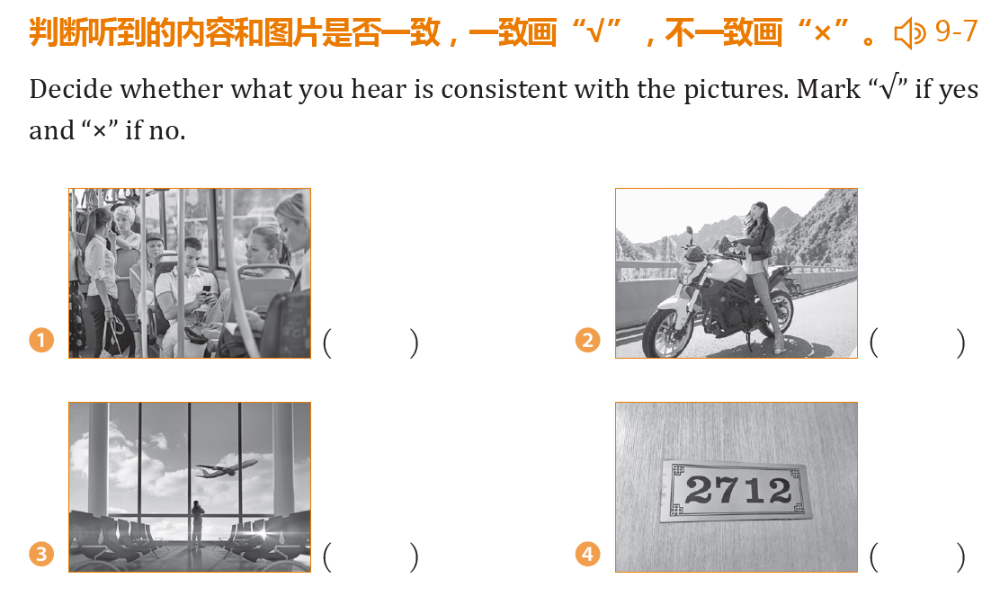 判断听到的内容和图片是否一致，一致画“√”，不一致画“×”。 9-7
Decide whether what you hear is consistent with the pictures. Mark “√” if yes
and “×” if no.
1 ( ) 2 ( )
2712
3 ( ) 4 ( )